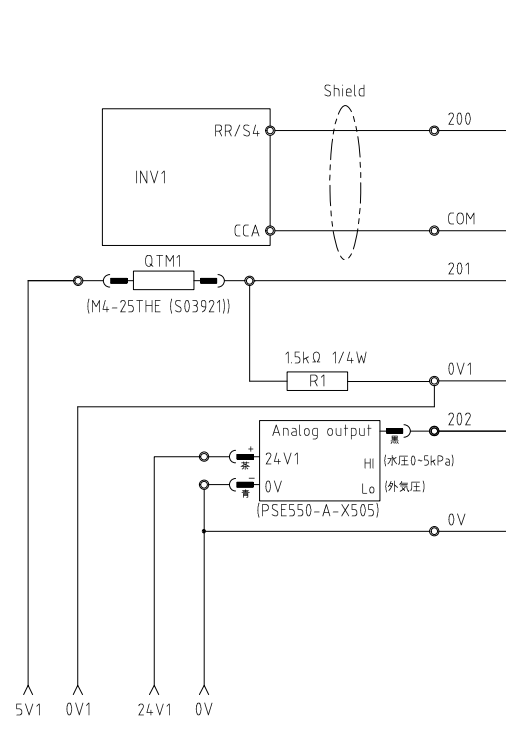 Shield
200
RR/S4
INV1
COM
CCA
QTM1
201
(M4-25THE (S03921))
1.5kΩ 1/4W
0V1
R1
202
Analog output
黒
+
24V1
HI (水圧0~5kPa)
茶
-
0V
Lo (外気圧)
青
(PSE550-A-X505)
0V
5V1 0V1 24V1 0V